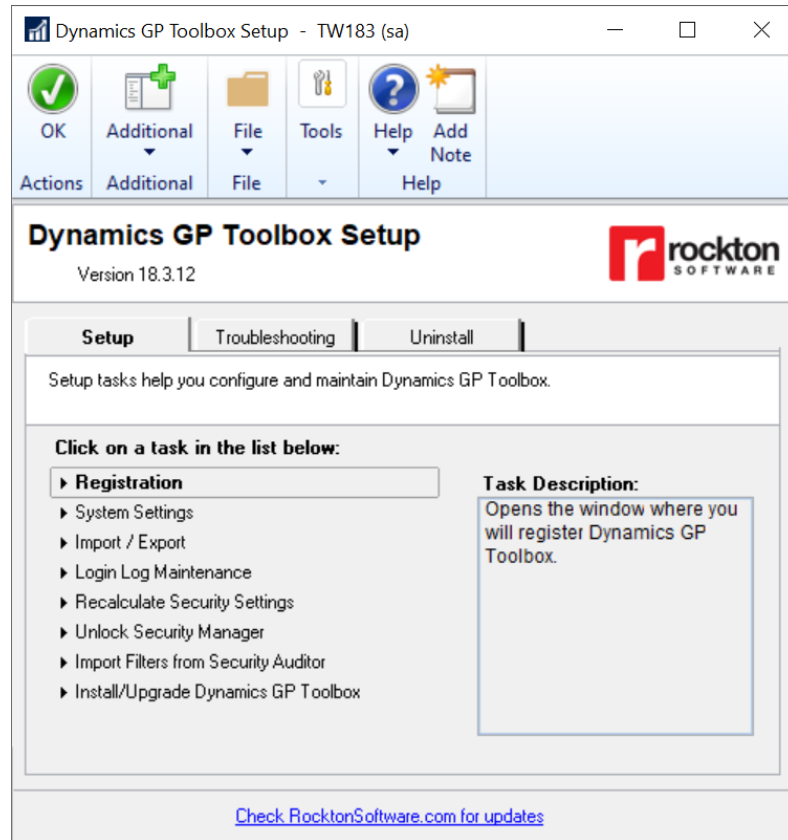 Dynamics GP Toolbox Setup - TW183 (sa)
OK
Additional
File
Tools
Help
Add
Note
Actions
Additional
File
Help
Dynamics GP Toolbox Setup
Version 18.3.12
rockton
SOFTWARE
Setup
Troubleshooting
Uninstall
Setup tasks help you configure and maintain Dynamics GP Toolbox.
Click on a task in the list below:
Registration
System Settings
Import / Export
Login Log Maintenance
Recalculate Security Settings
Unlock Security Manager
Import Filters from Security Auditor
Install/Upgrade Dynamics GP Toolbox
Task Description:
Opens the window where you
will register Dynamics GP
Toolbox.
Check RocktonSoftware.com for updates